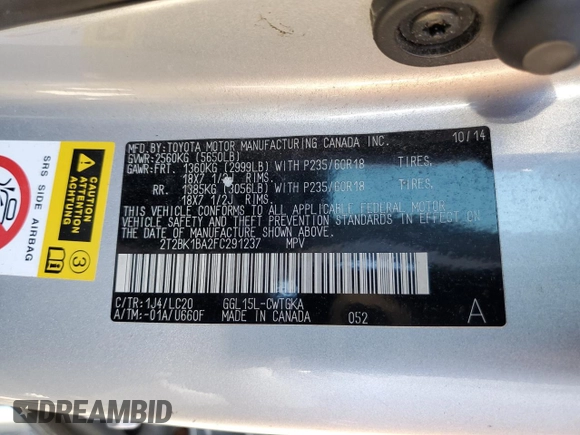 MFD. BY: TOYOTA MOTOR MANUFACTURING CANADA INC. 10/14
GVWR: 2560KG (5650LB)
GAWR: FRT. 1360KG (2999LB) WITH P235/60R18 TIRES,
18X7 1/2J RIMS
RR. 1385KG (3056LB) WITH P235/60R18 TIRES,
18X7 1/2J RIMS
THIS VEHICLE CONFORMS TO ALL APPLICABLE FEDERAL MOTOR
VEHICLE SAFETY AND THEFT PREVENTION STANDARDS IN EFFECT ON
THE DATE OF MANUFACTURE SHOWN ABOVE.
2T2BK1BA2FC291237 MPV
C/TR: 1J4/LC20 GGL15L-CWTGKA
A/TM: -01A/U660F MADE IN CANADA 052 A
SRS SIDE AIRBAG
CAUTION
ATTENTION
ACHTUNG
3
DREAMBID